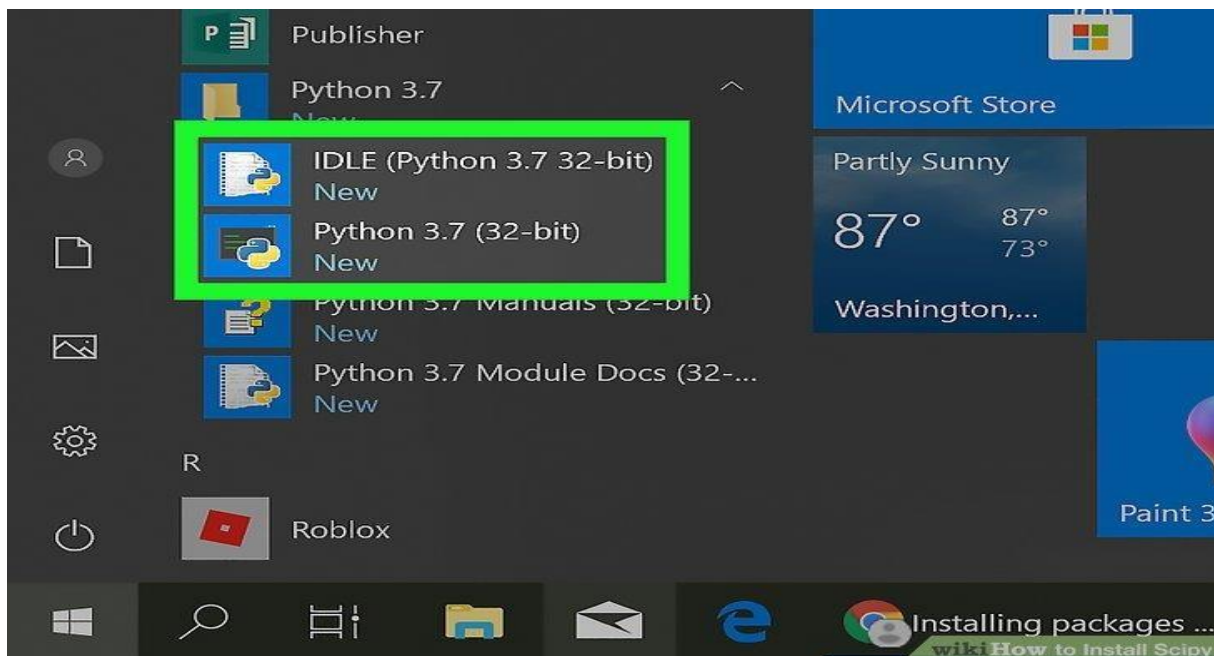 Publisher
Python 3.7
New
IDLE (Python 3.7 32-bit)
New
Python 3.7 (32-bit)
New
Python 3.7 Manuals (32-bit)
New
Python 3.7 Module Docs (32-...
New
R
Roblox
Microsoft Store
Partly Sunny
87° 87°
73°
Washington,...
Paint 3
Installing packages ...
wikiHow to Install Scipy